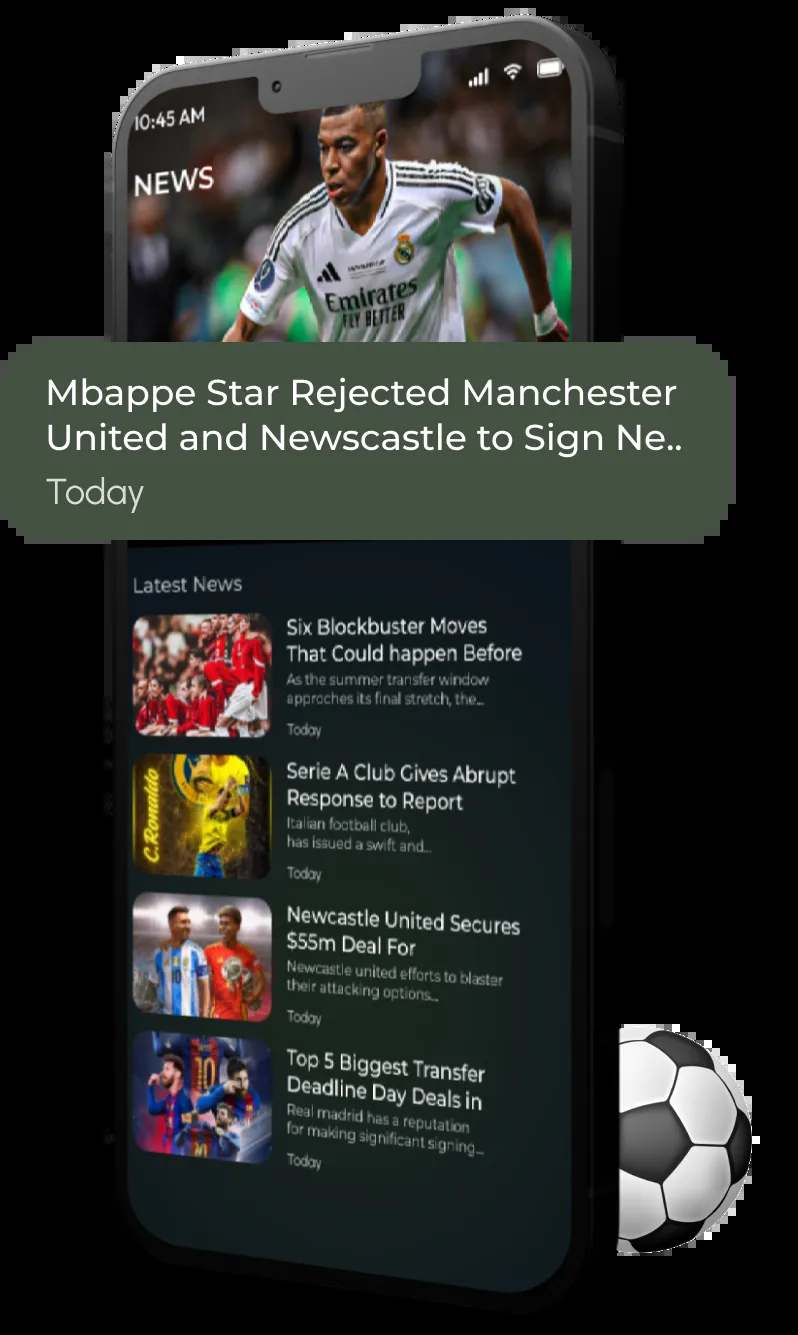 10:45 AM
NEWS
Emirates
FLY BETTER
Mbappe Star Rejected Manchester
United and Newscastle to Sign Ne..
Today
Latest News
Six Blockbuster Moves
That Could happen Before
As the summer transfer window
approches its final stretch, the...
Today
C.Ronaldo
Serie A Club Gives Abrupt
Response to Report
Italian football club,
has issued a swift and...
Today
10
Newcastle United Secures
$55m Deal For
Newcastle united efforts to blaster
their attacking options...
Today
10
Top 5 Biggest Transfer
Deadline Day Deals in
Real madrid has a reputation
for making significant signing...
Today